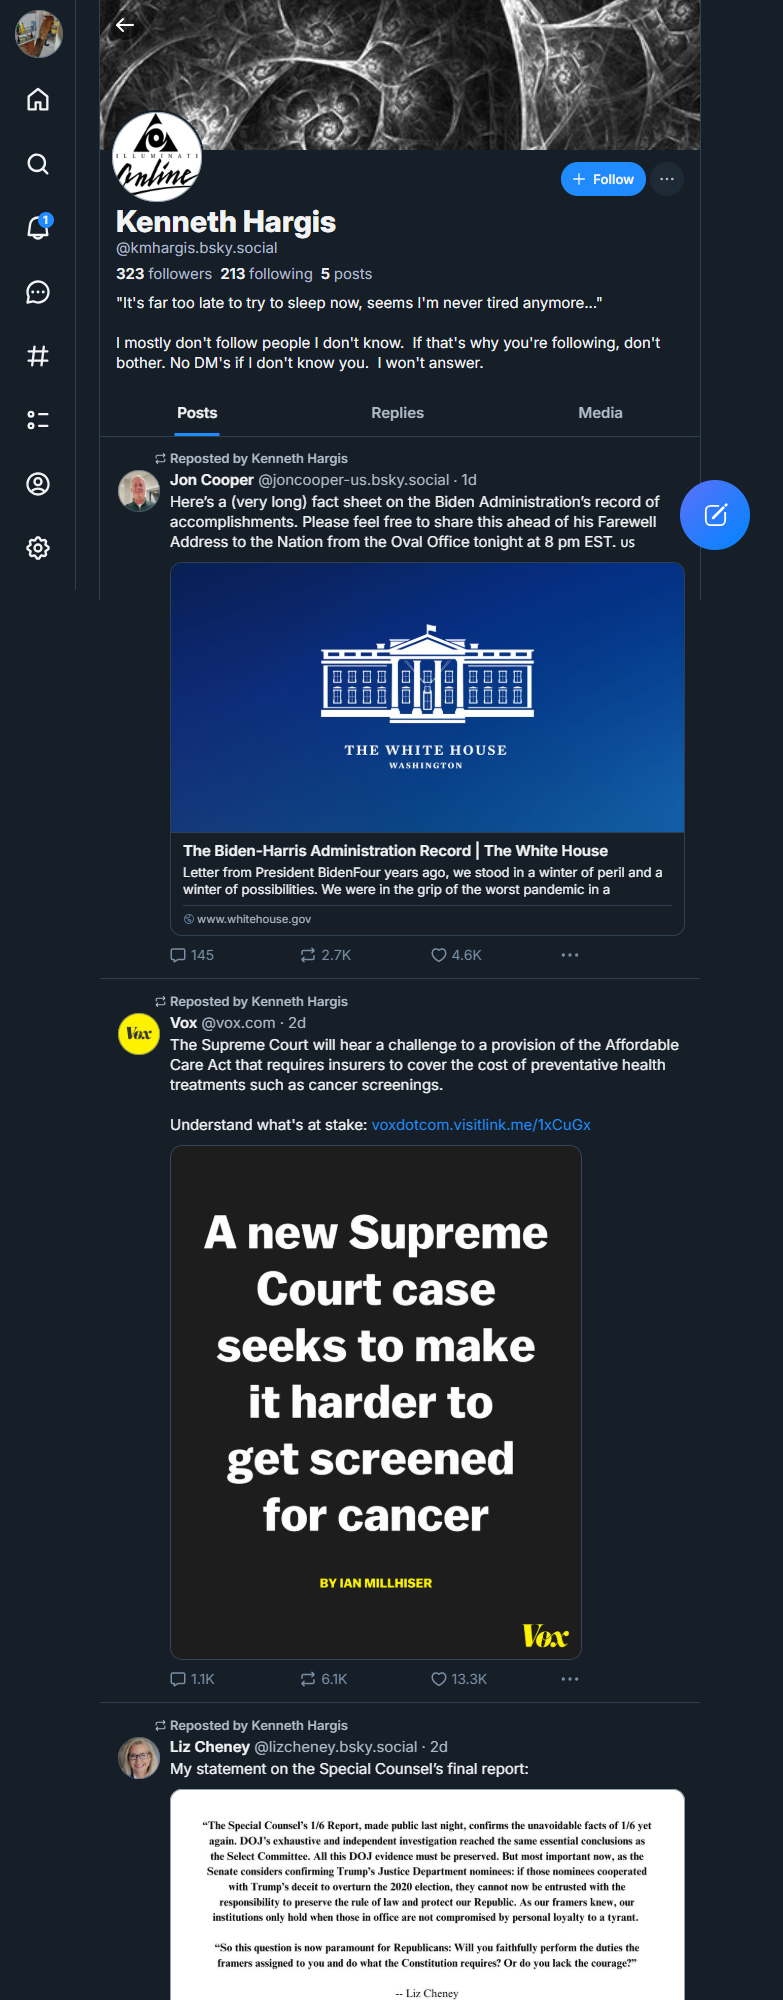 ILLUMINATI
Online
+ Follow
Kenneth Hargis
@kmhargis.bsky.social
323 followers 213 following 5 posts
"It's far too late to try to sleep now, seems I'm never tired anymore..."
I mostly don't follow people I don't know. If that's why you're following, don't
bother. No DM's if I don't know you. I won't answer.
1
Posts Replies Media
Reposted by Kenneth Hargis
Jon Cooper @joncooper-us.bsky.social · 1d
Here's a (very long) fact sheet on the Biden Administration's record of
accomplishments. Please feel free to share this ahead of his Farewell
Address to the Nation from the Oval Office tonight at 8 pm EST. us
THE WHITE HOUSE
WASHINGTON
The Biden-Harris Administration Record | The White House
Letter from President BidenFour years ago, we stood in a winter of peril and a
winter of possibilities. We were in the grip of the worst pandemic in a
www.whitehouse.gov
145 2.7K 4.6K
Reposted by Kenneth Hargis
Vox
Vox @vox.com · 2d
The Supreme Court will hear a challenge to a provision of the Affordable
Care Act that requires insurers to cover the cost of preventative health
treatments such as cancer screenings.
Understand what's at stake: voxdotcom.visitlink.me/1xCuGx
A new Supreme
Court case
seeks to make
it harder to
get screened
for cancer
BY IAN MILLHISER
Vox
1.1K 6.1K 13.3K
Reposted by Kenneth Hargis
Liz Cheney @lizcheney.bsky.social · 2d
My statement on the Special Counsel's final report:
“The Special Counsel’s 1/6 Report, made public last night, confirms the unavoidable facts of 1/6 yet
again. DOJ’s exhaustive and independent investigation reached the same essential conclusions as
the Select Committee. All this DOJ evidence must be preserved. But most important now, as the
Senate considers confirming Trump’s Justice Department nominees: if those nominees cooperated
with Trump’s deceit to overturn the 2020 election, they cannot now be entrusted with the
responsibility to preserve the rule of law and protect our Republic. As our framers knew, our
institutions only hold when those in office are not compromised by personal loyalty to a tyrant.
“So this question is now paramount for Republicans: Will you faithfully perform the duties the
framers assigned to you and do what the Constitution requires? Or do you lack the courage?”
-- Liz Cheney